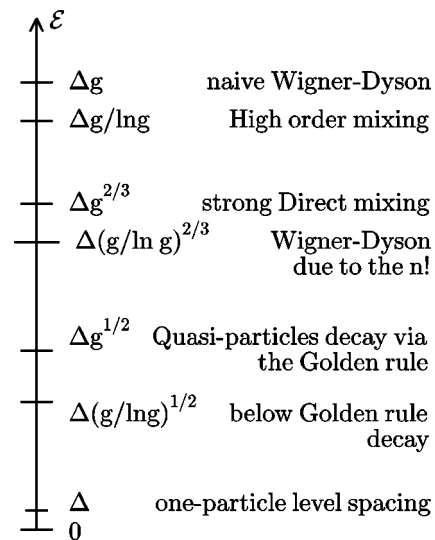 ℰ
Δg naive Wigner-Dyson
Δg/lng High order mixing
Δg^{2/3} strong Direct mixing
Δ(g/ln g)^{2/3} Wigner-Dyson
due to the n!
Δg^{1/2} Quasi-particles decay via
the Golden rule
Δ(g/lng)^{1/2} below Golden rule
decay
Δ one-particle level spacing
0